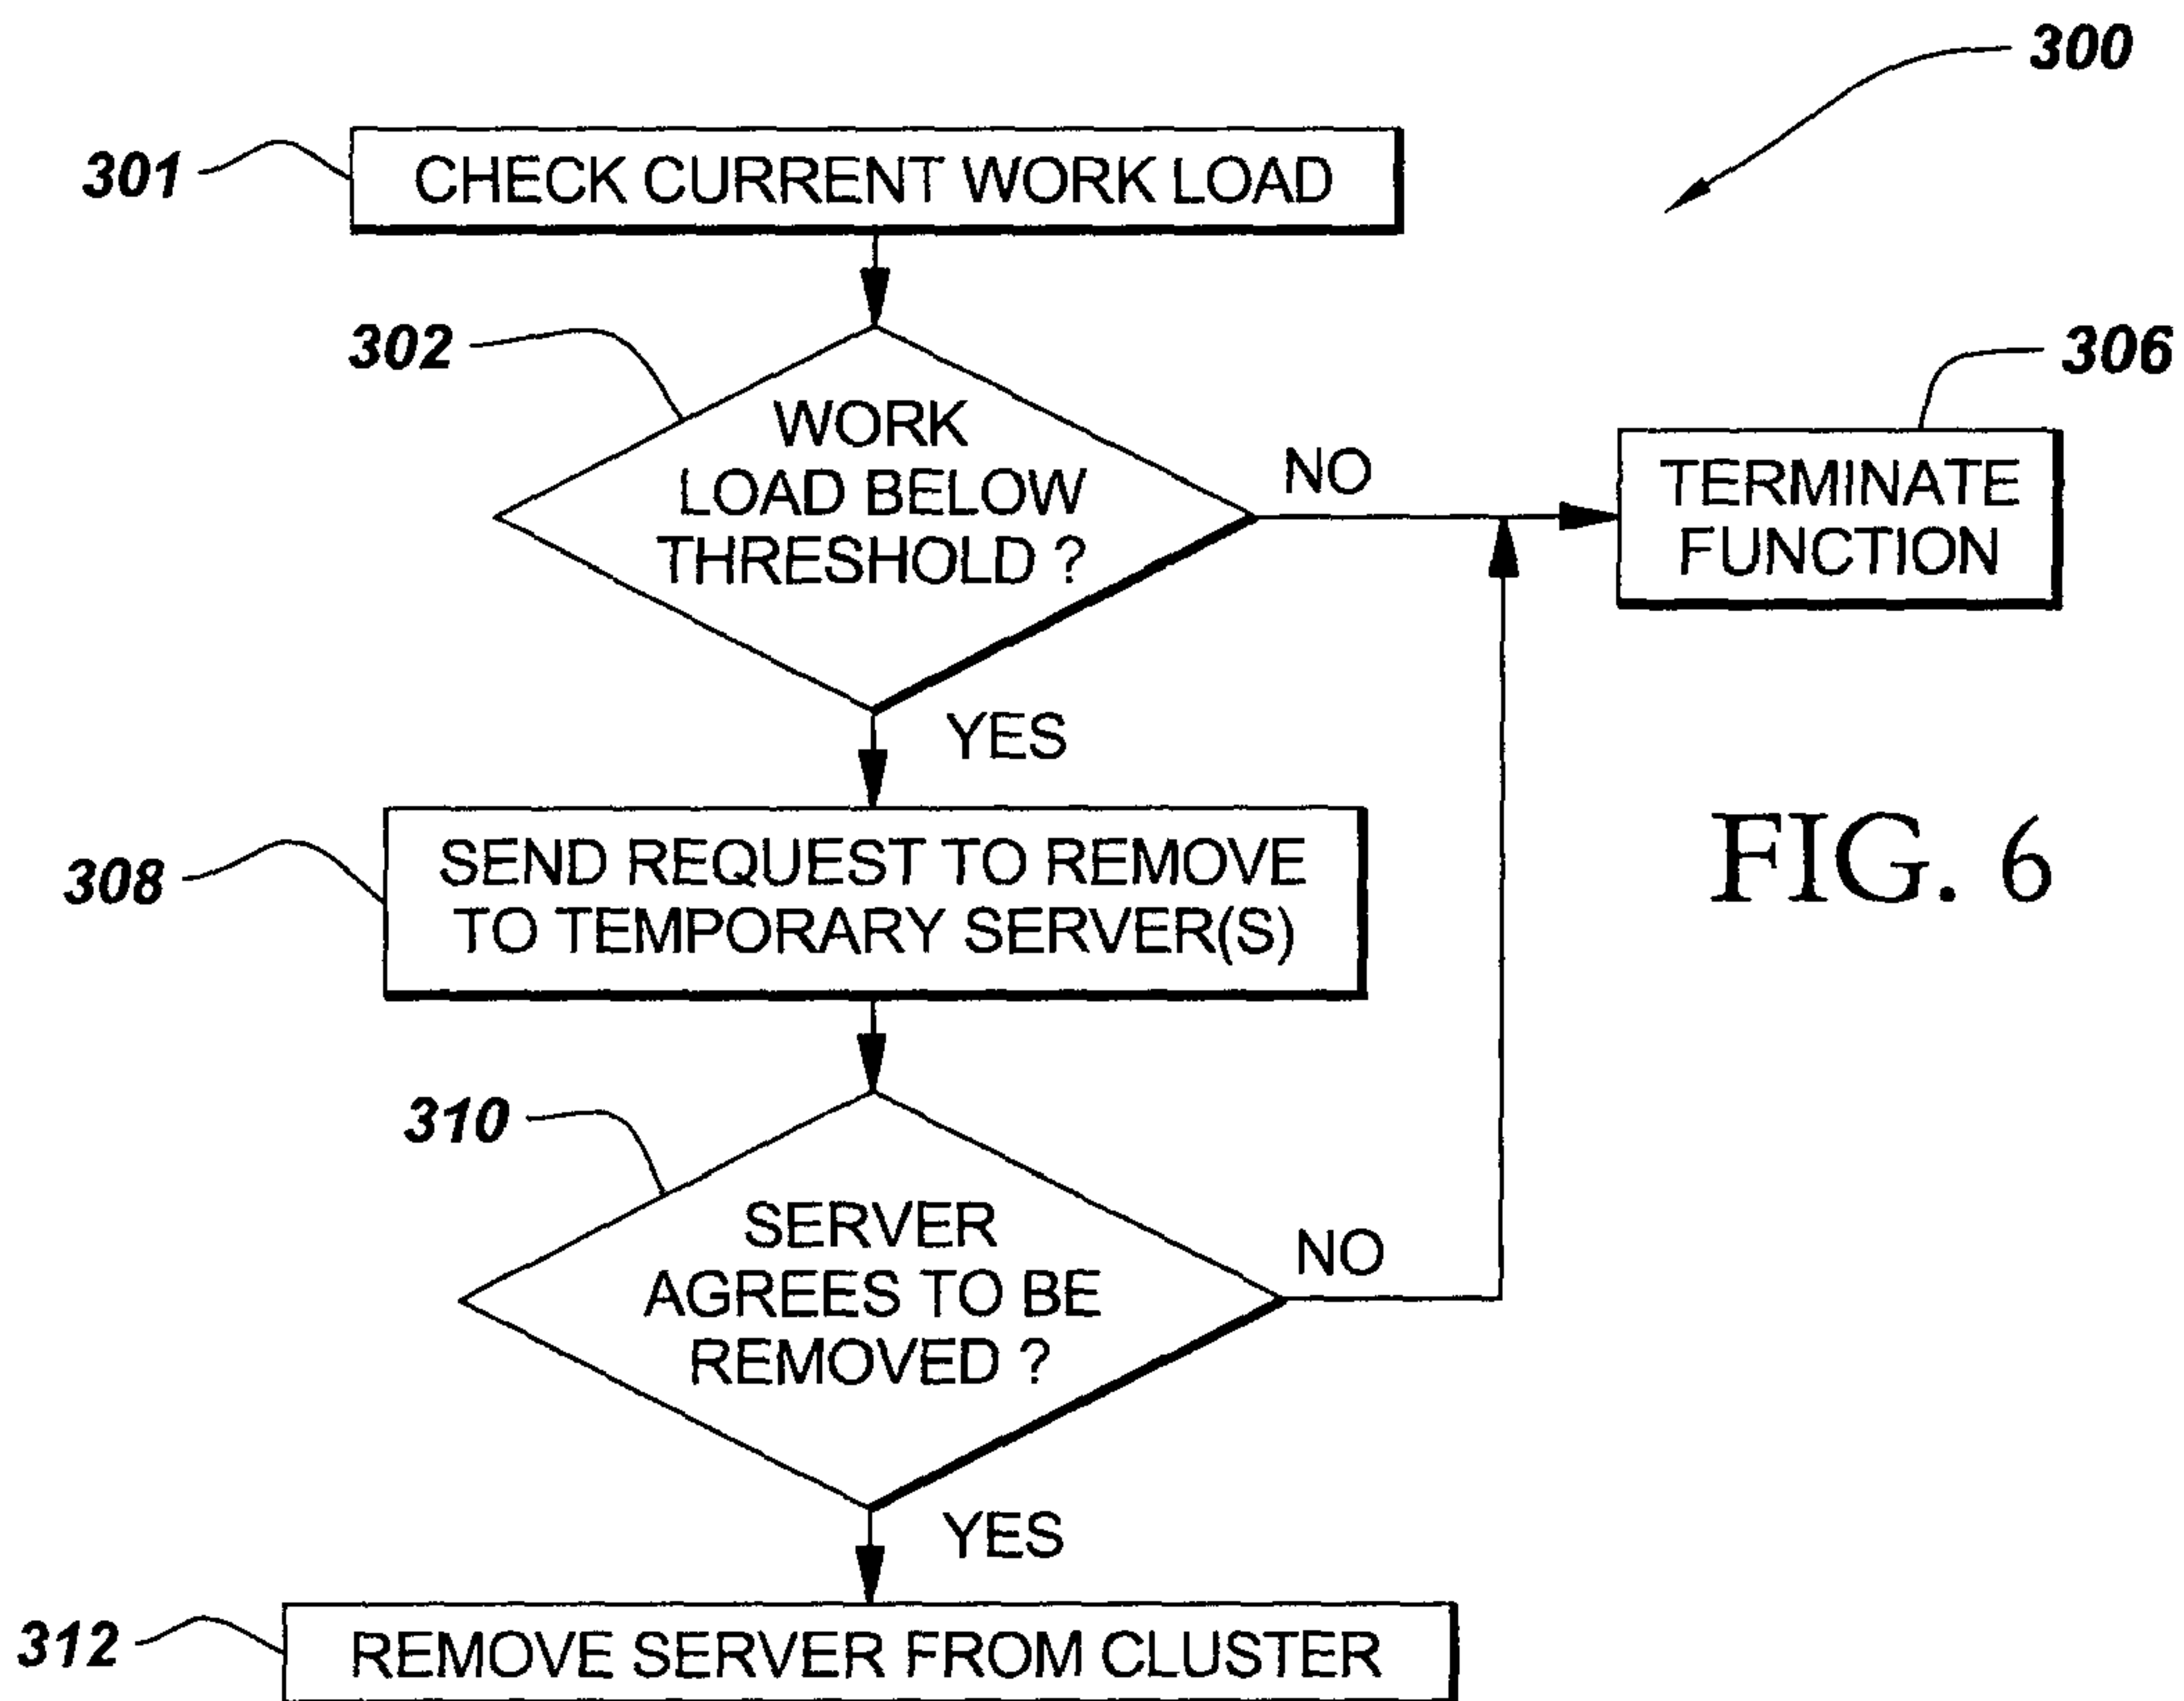 300
301
CHECK CURRENT WORK LOAD
302
WORK
LOAD BELOW
THRESHOLD ?
NO
306
TERMINATE
FUNCTION
YES
308
SEND REQUEST TO REMOVE
TO TEMPORARY SERVER(S)
FIG. 6
310
SERVER
AGREES TO BE
REMOVED ?
NO
YES
312
REMOVE SERVER FROM CLUSTER